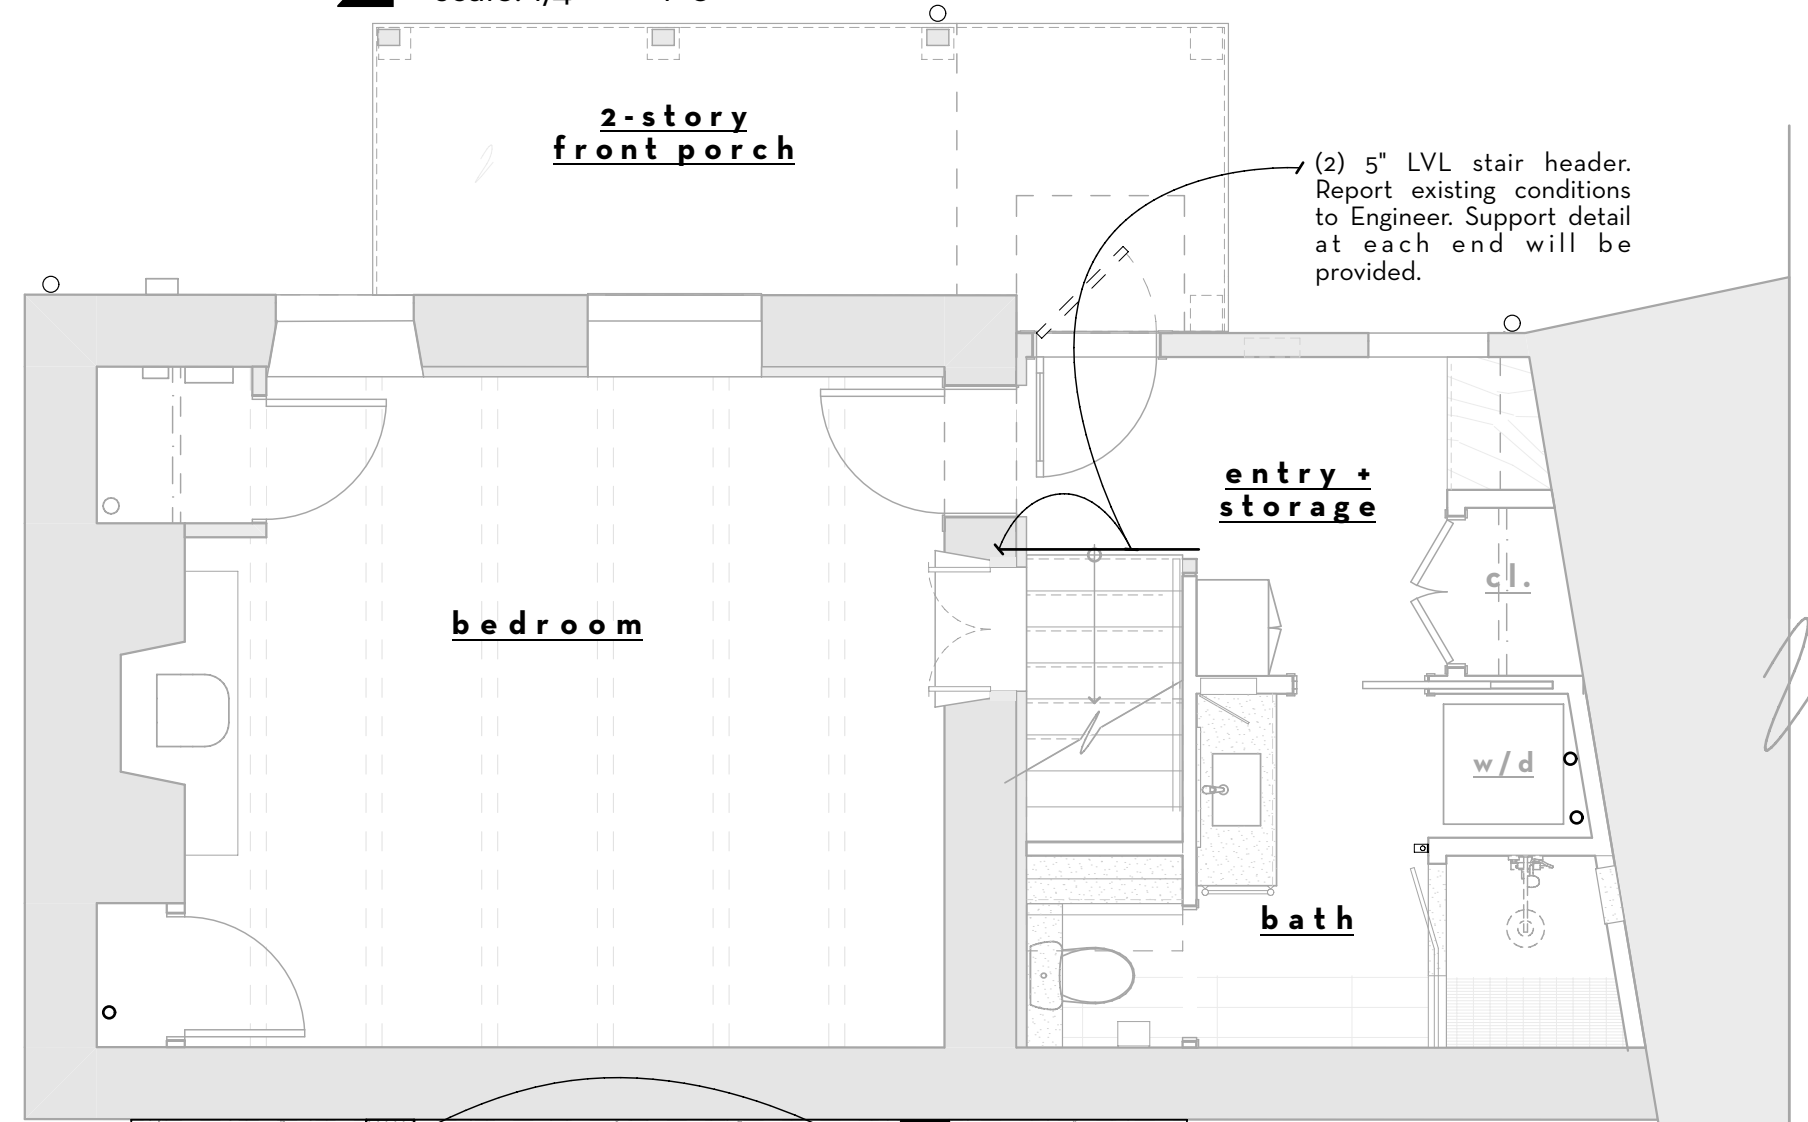 2-story
front porch
(2) 5" LVL stair header.
Report existing conditions
to Engineer. Support detail
at each end will be
provided.
entry +
storage
cl.
bedroom
w/d
bath